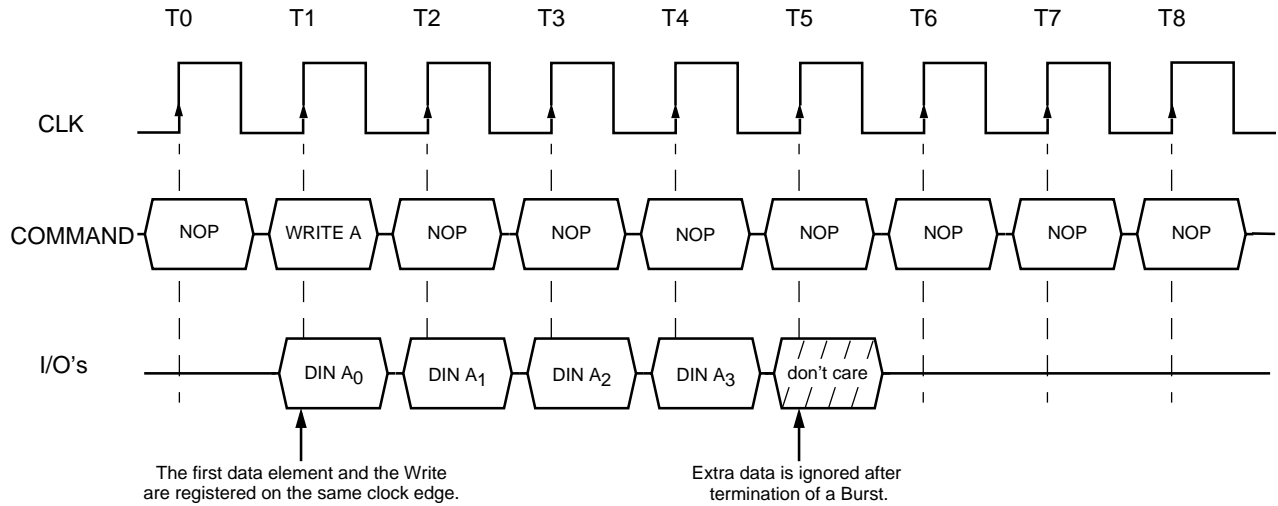 T0 T1 T2 T3 T4 T5 T6 T7 T8
CLK
COMMAND NOP WRITE A NOP NOP NOP NOP NOP NOP NOP
I/O's DIN A0 DIN A1 DIN A2 DIN A3 don't care
The first data element and the Write
are registered on the same clock edge.
Extra data is ignored after
termination of a Burst.